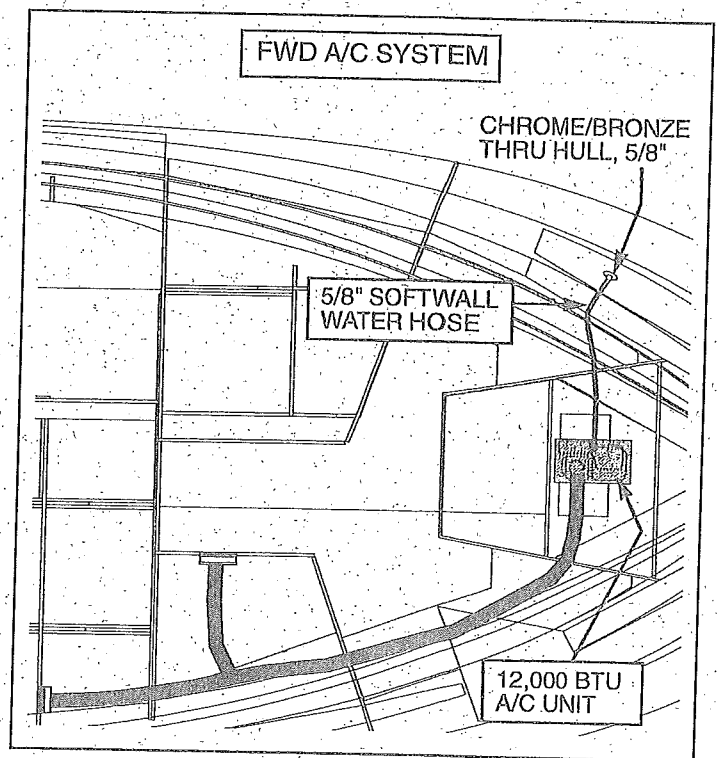 FWD A/C SYSTEM
CHROME/BRONZE
THRU HULL, 5/8"
5/8" SOFTWALL
WATER HOSE
12,000 BTU
A/C UNIT